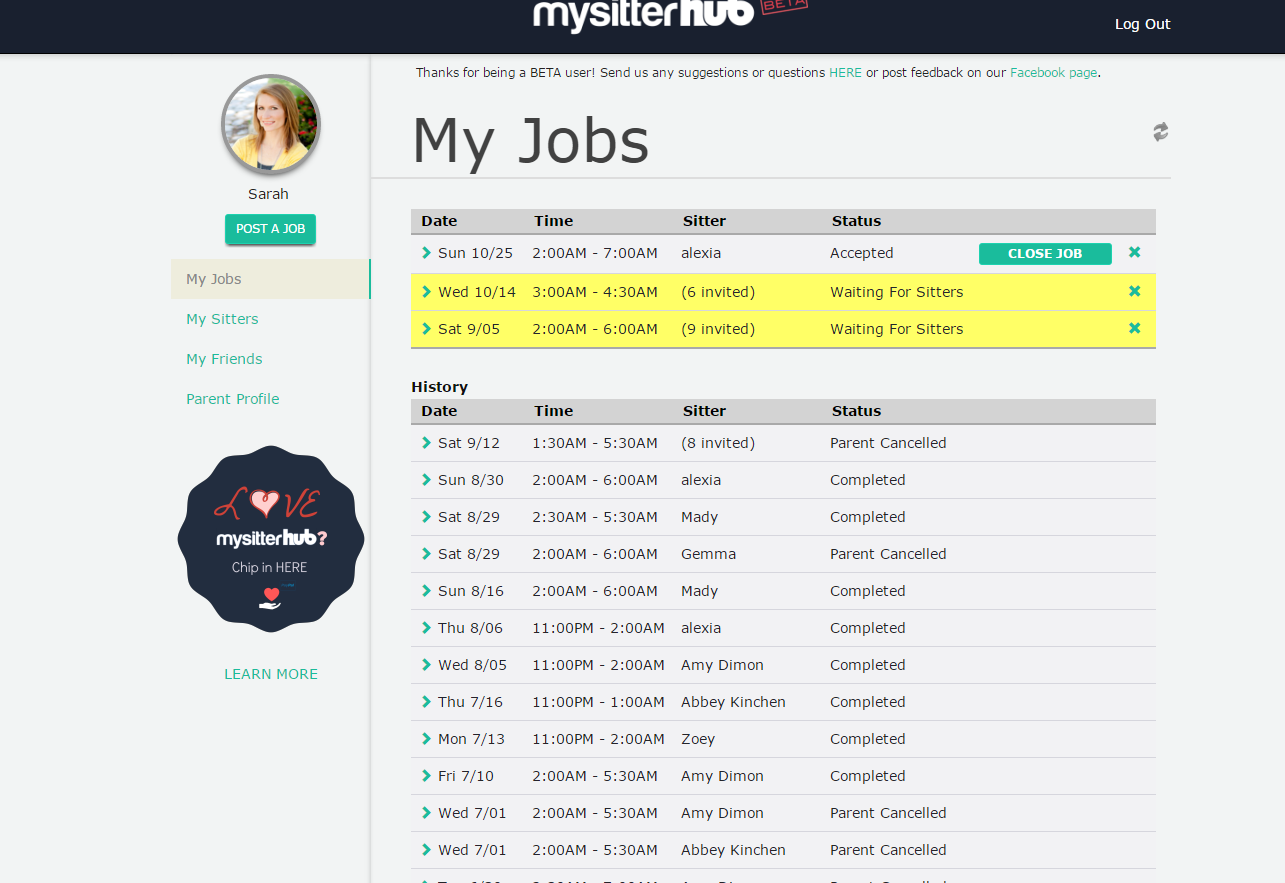 mysitterhub BETA
Log Out
Thanks for being a BETA user! Send us any suggestions or questions HERE or post feedback on our Facebook page.
Sarah
POST A JOB
My Jobs
My Sitters
My Friends
Parent Profile
LOVE
mysitterhub?
Chip in HERE
LEARN MORE
My Jobs
Date Time Sitter Status
Sun 10/25 2:00AM - 7:00AM alexia Accepted CLOSE JOB
Wed 10/14 3:00AM - 4:30AM (6 invited) Waiting For Sitters
Sat 9/05 2:00AM - 6:00AM (9 invited) Waiting For Sitters
History
Date Time Sitter Status
Sat 9/12 1:30AM - 5:30AM (8 invited) Parent Cancelled
Sun 8/30 2:00AM - 6:00AM alexia Completed
Sat 8/29 2:30AM - 5:30AM Mady Completed
Sat 8/29 2:00AM - 6:00AM Gemma Parent Cancelled
Sun 8/16 2:00AM - 6:00AM Mady Completed
Thu 8/06 11:00PM - 2:00AM alexia Completed
Wed 8/05 11:00PM - 2:00AM Amy Dimon Completed
Thu 7/16 11:00PM - 1:00AM Abbey Kinchen Completed
Mon 7/13 11:00PM - 2:00AM Zoey Completed
Fri 7/10 2:00AM - 5:30AM Amy Dimon Completed
Wed 7/01 2:00AM - 5:30AM Amy Dimon Parent Cancelled
Wed 7/01 2:00AM - 5:30AM Abbey Kinchen Parent Cancelled